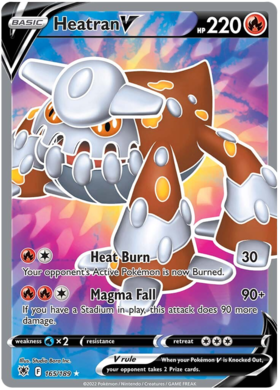 BASIC
Heatran V
HP 220
Heat Burn 30
Your opponent's Active Pokémon is now Burned.
Magma Fall 90+
If you have a Stadium in play, this attack does 90 more
damage.
weakness ×2 resistance retreat
Illus. Studio Bora Inc.
V rule
When your Pokémon V is Knocked Out,
your opponent takes 2 Prize cards.
F 165/189
©2022 Pokémon / Nintendo / Creatures / GAME FREAK